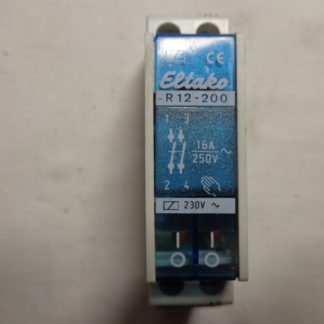 CE
Eltako
R12-200
1 3
16A
250V ~
2 4
230V ~
I I
O O